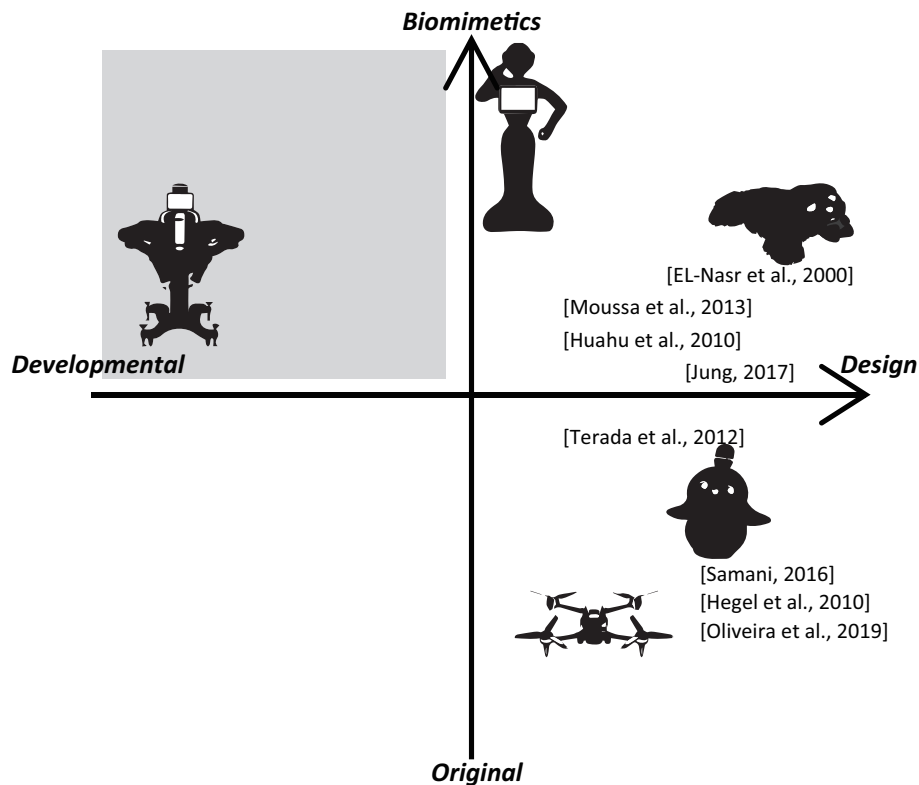 Biomimetics
[EL-Nasr et al., 2000]
[Moussa et al., 2013]
[Huahu et al., 2010]
Developmental
Design
[Jung, 2017]
[Terada et al., 2012]
[Samani, 2016]
[Hegel et al., 2010]
[Oliveira et al., 2019]
Original